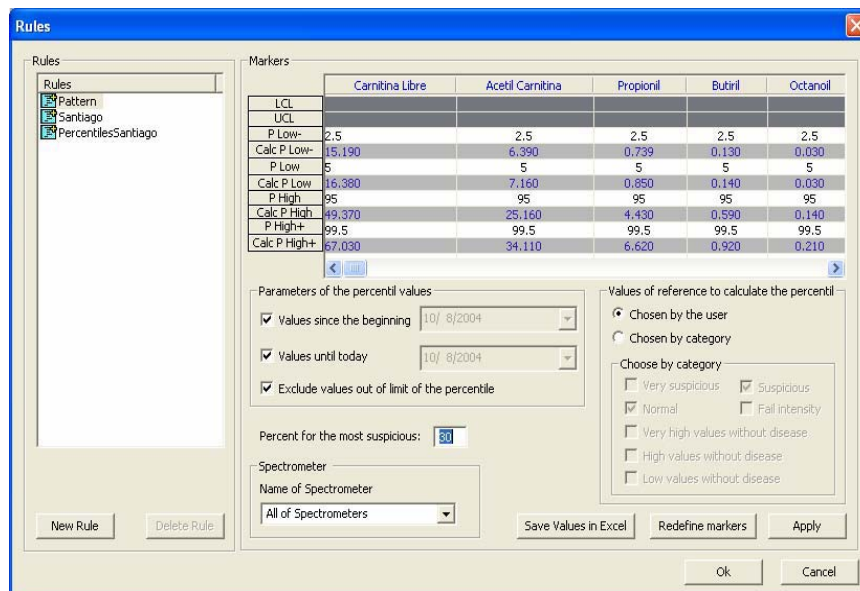 Rules
Rules
Rules
Pattern
Santiago
PercentilesSantiago
New Rule
Delete Rule
Markers
Carnitina Libre Acetil Carnitina Propionil Butiril Octanoil
LCL
UCL
P Low- 2.5 2.5 2.5 2.5 2.5
Calc P Low- 15.190 6.390 0.739 0.130 0.030
P Low 5 5 5 5 5
Calc P Low 16.380 7.160 0.850 0.140 0.030
P High 95 95 95 95 95
Calc P High 49.370 25.160 4.430 0.590 0.140
P High+ 99.5 99.5 99.5 99.5 99.5
Calc P High+ 67.030 34.110 6.620 0.920 0.210
Parameters of the percentil values
Values since the beginning 10/ 8/2004
Values until today 10/ 8/2004
Exclude values out of limit of the percentile
Percent for the most suspicious: 30
Spectrometer
Name of Spectrometer
All of Spectrometers
Values of reference to calculate the percentil
Chosen by the user
Chosen by category
Choose by category
Very suspicious Suspicious
Normal Fail intensity
Very high values without disease
High values without disease
Low values without disease
Save Values in Excel Redefine markers Apply
Ok Cancel